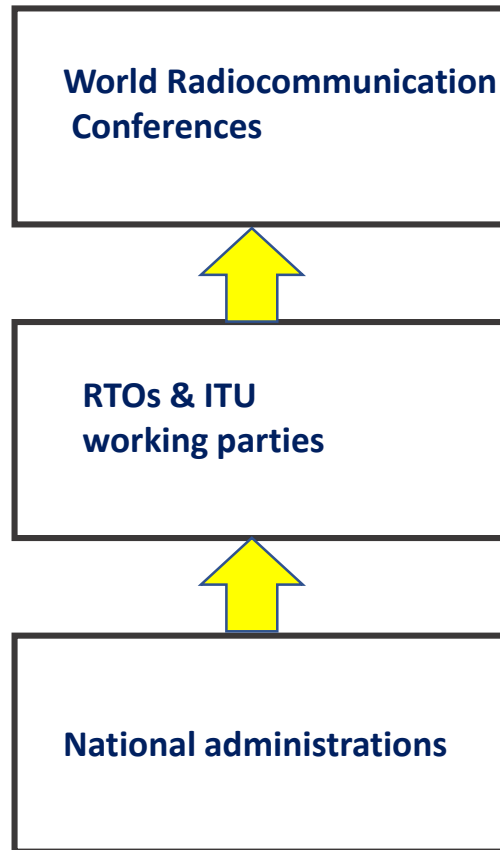 World Radiocommunication
Conferences
RTOs & ITU
working parties
National administrations